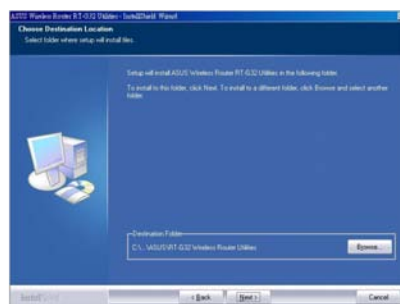 ASUS Wireless Router RT-G32 Utilities - InstallShield Wizard
Choose Destination Location
Select folder where setup will install files.
Setup will install ASUS Wireless Router RT-G32 Utilities in the following folder.
To install to this folder, click Next. To install to a different folder, click Browse and select another
folder.
Destination Folder
C:\...\ASUS\RT-G32 Wireless Router Utilities
Browse...
InstallShield
< Back
Next >
Cancel